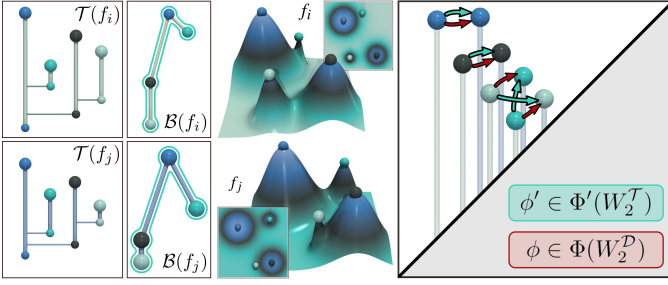 𝒯(f_i)
ℬ(f_i)
f_i
𝒯(f_j)
ℬ(f_j)
f_j
ϕ′ ∈ Φ′(W_2^𝒯)
ϕ ∈ Φ(W_2^𝒟)